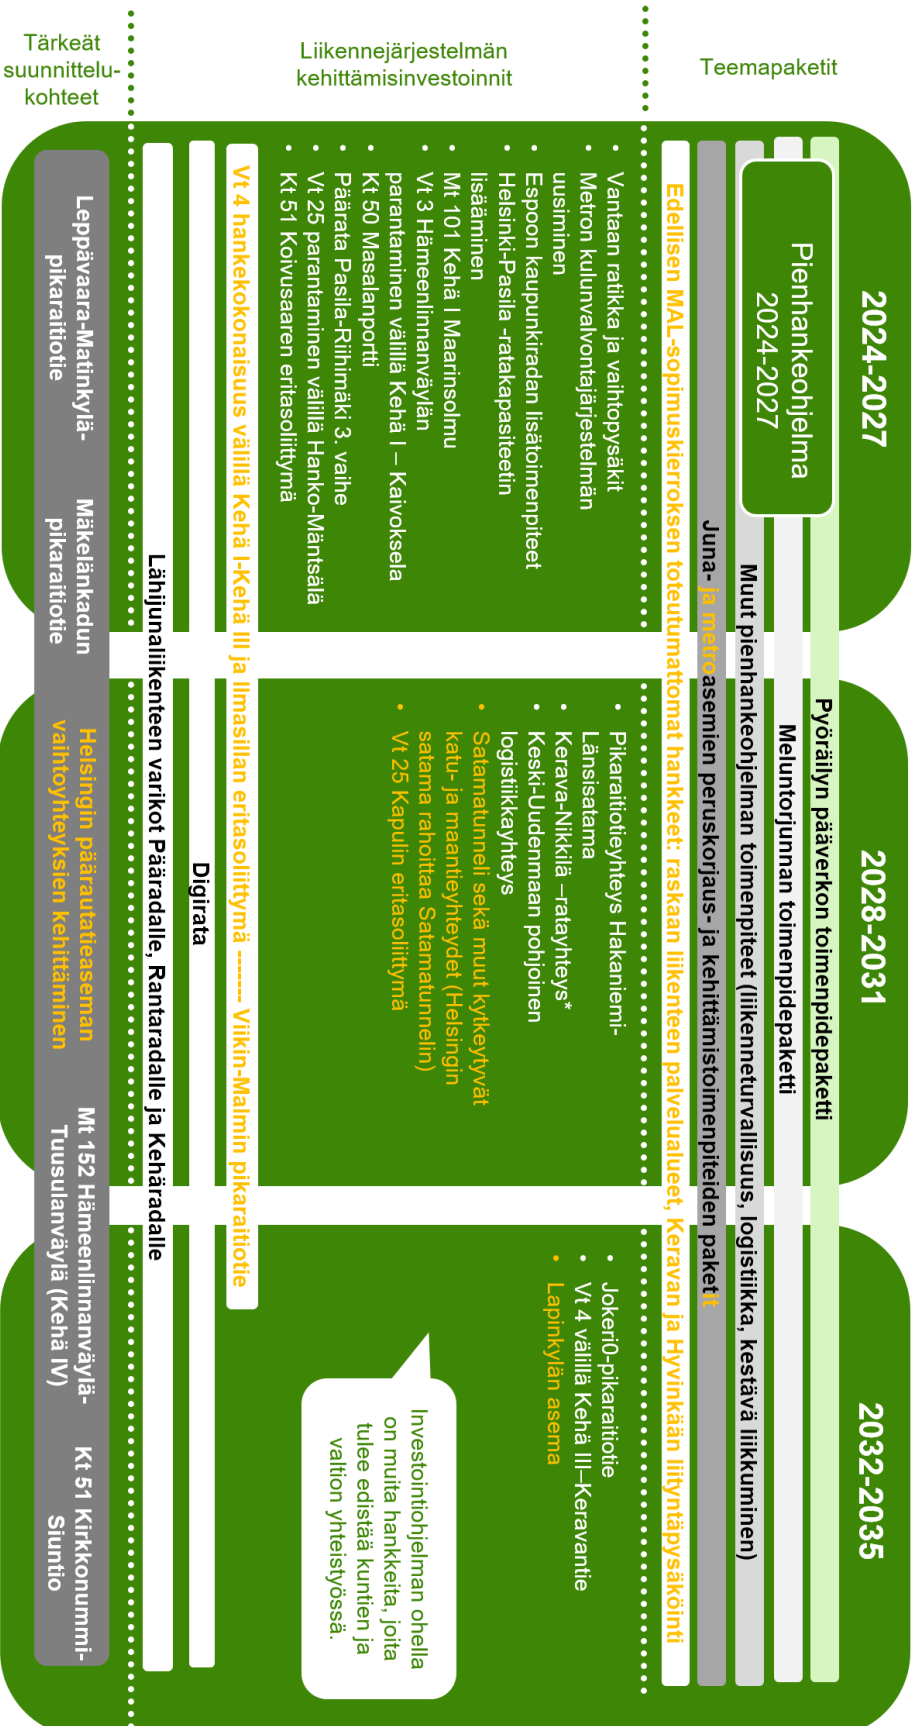 2024-2027
2028-2031
2032-2035
Teemapaketit
Pyöräilyn pääverkon toimenpidepaketti
Meluntorjunnan toimenpidepaketti
Pienhankeohjelma
2024-2027
Muut pienhankeohjelman toimenpiteet (liikenneturvallisuus, logistiikka, kestävä liikkuminen)
Juna- ja metroasemien peruskorjaus- ja kehittämistoimenpiteiden paketit
Edellisen MAL-sopimuskierroksen toteutumattomat hankkeet: raskaan liikenteen palvelualueet, Keravan ja Hyvinkään liityntäpysäköinti
Liikennejärjestelmän
kehittämisinvestoinnit
• Vantaan ratikka ja vaihtopysäkit
• Metron kulunvalvontajärjestelmän
uusiminen
• Espoon kaupunkiradan lisätoimenpiteet
• Helsinki-Pasila -ratakapasiteetin
lisääminen
• Mt 101 Kehä I Maarinsolmu
• Vt 3 Hämeenlinnanväylän
parantaminen välillä Kehä I – Kaivoksela
• Kt 50 Masalanportti
• Päärata Pasila-Riihimäki 3. vaihe
• Vt 25 parantaminen välillä Hanko-Mäntsälä
• Kt 51 Koivusaaren eritasoliittymä
• Pikaraitiotieyhteys Hakaniemi-
Länsisatama
• Kerava-Nikkilä –ratayhteys*
• Keski-Uudenmaan pohjoinen
logistiikkayhteys
• Satamatunneli sekä muut kytkeytyvät
katu- ja maantieyhteydet (Helsingin
satama rahoittaa Satamatunnelin)
• Vt 25 Kapulin eritasoliittymä
• Jokeri0-pikaraitiotie
• Vt 4 välillä Kehä III–Keravantie
• Lapinkylän asema
Investointiohjelman ohella
on muita hankkeita, joita
tulee edistää kuntien ja
valtion yhteistyössä.
Vt 4 hankekokonaisuus välillä Kehä I-Kehä III ja Ilmasillan eritasoliittymä ------- Viikin-Malmin pikaraitiotie
Digirata
Lähijunaliikenteen varikot Pääradalle, Rantaradalle ja Kehäradalle
Tärkeät
suunnittelu-
kohteet
Leppävaara-Matinkylä-
pikaraitiotie
Mäkelänkadun
pikaraitiotie
Helsingin päärautatieaseman
vaihtoyhteyksien kehittäminen
Mt 152 Hämeenlinnanväylä-
Tuusulanväylä (Kehä IV)
Kt 51 Kirkkonummi-
Siuntio